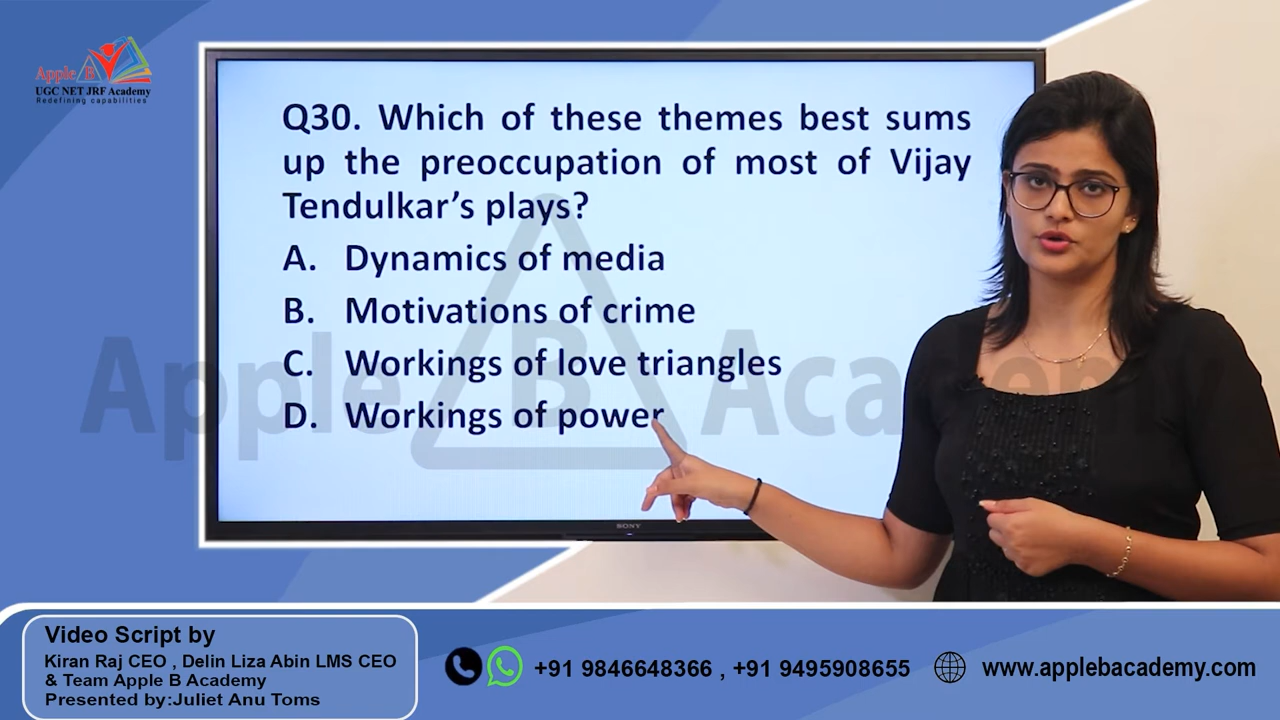 Apple B
UGC NET JRF Academy
Redefining capabilities
Q30. Which of these themes best sums
up the preoccupation of most of Vijay
Tendulkar's plays?
A. Dynamics of media
B. Motivations of crime
C. Workings of love triangles
D. Workings of power
Apple B Academy
SONY
Video Script by
Kiran Raj CEO , Delin Liza Abin LMS CEO
& Team Apple B Academy
Presented by:Juliet Anu Toms
+91 9846648366 , +91 9495908655
www.applebacademy.com